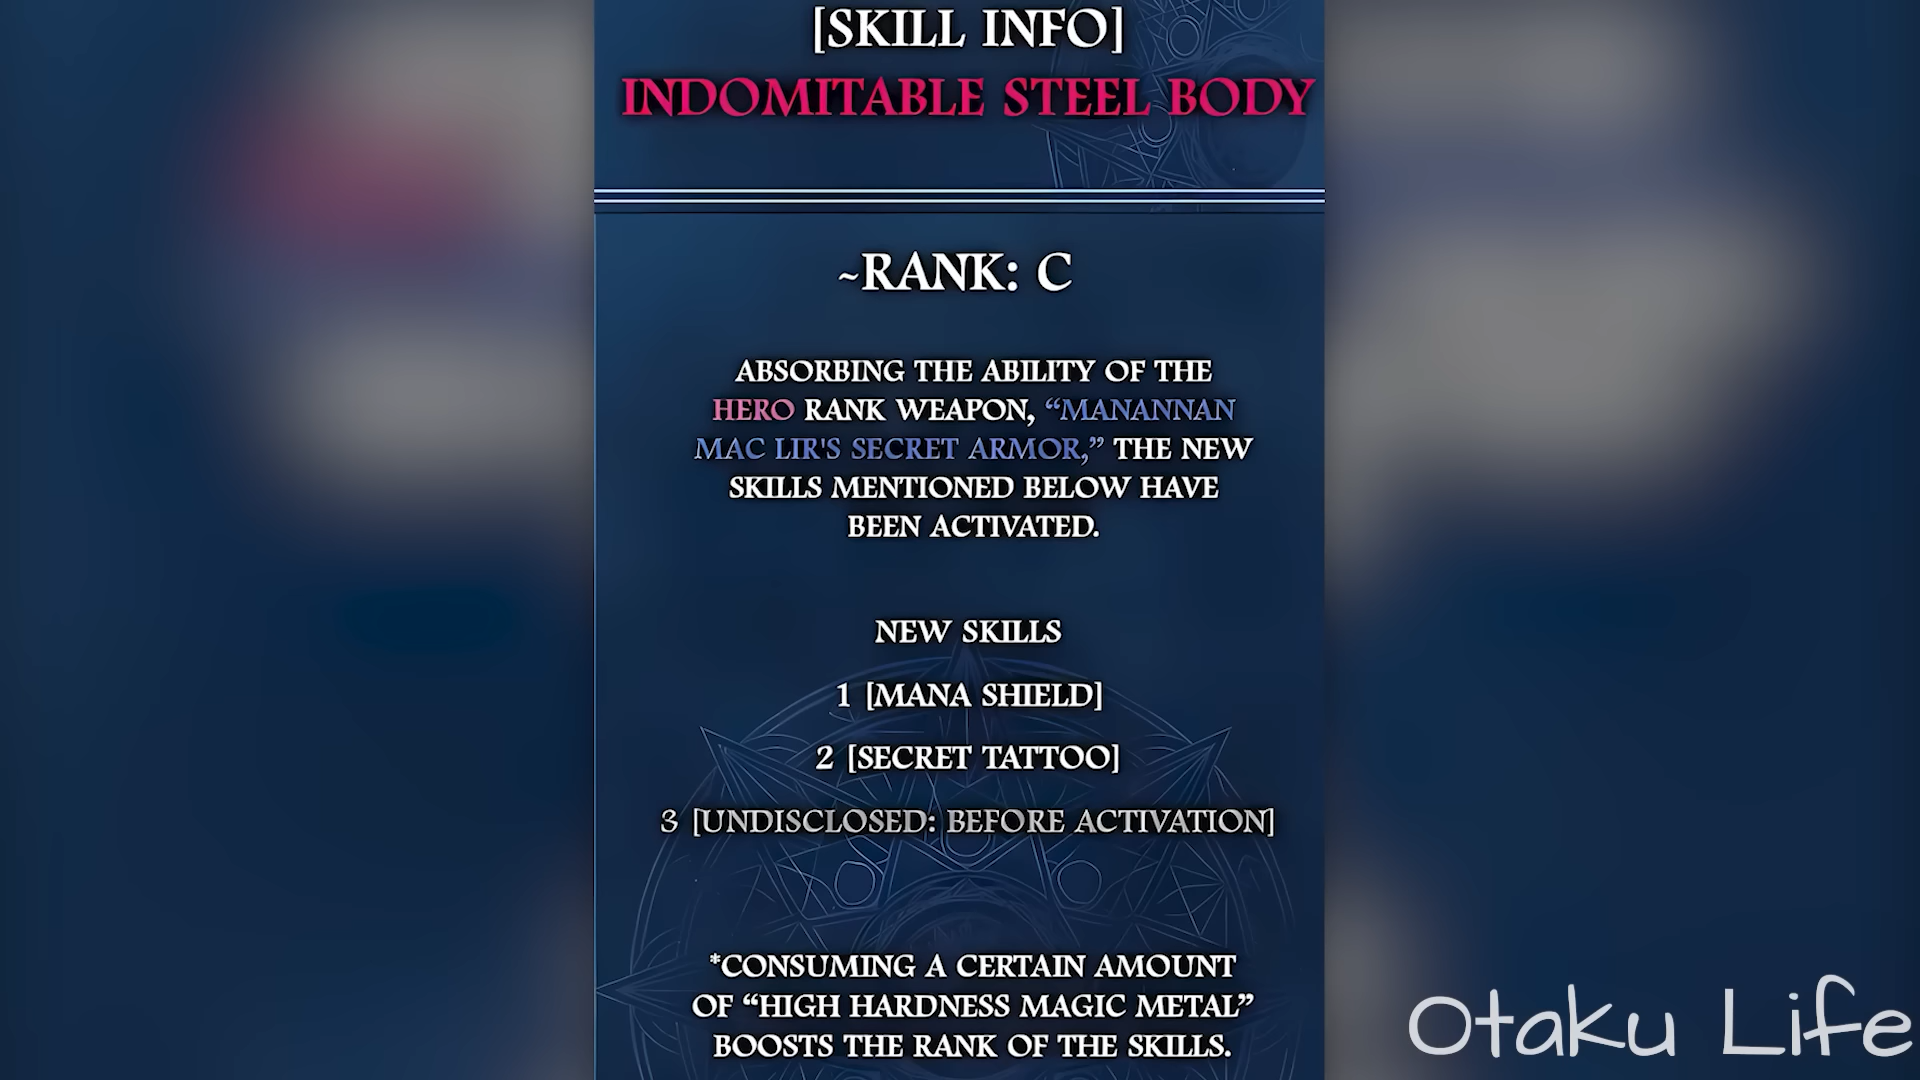 [SKILL INFO]
INDOMITABLE STEEL BODY
~RANK: C
ABSORBING THE ABILITY OF THE
HERO RANK WEAPON, “MANANNAN
MAC LIR'S SECRET ARMOR,” THE NEW
SKILLS MENTIONED BELOW HAVE
BEEN ACTIVATED.
NEW SKILLS
1 [MANA SHIELD]
2 [SECRET TATTOO]
3 [UNDISCLOSED: BEFORE ACTIVATION]
*CONSUMING A CERTAIN AMOUNT
OF “HIGH HARDNESS MAGIC METAL”
BOOSTS THE RANK OF THE SKILLS.
Otaku Life